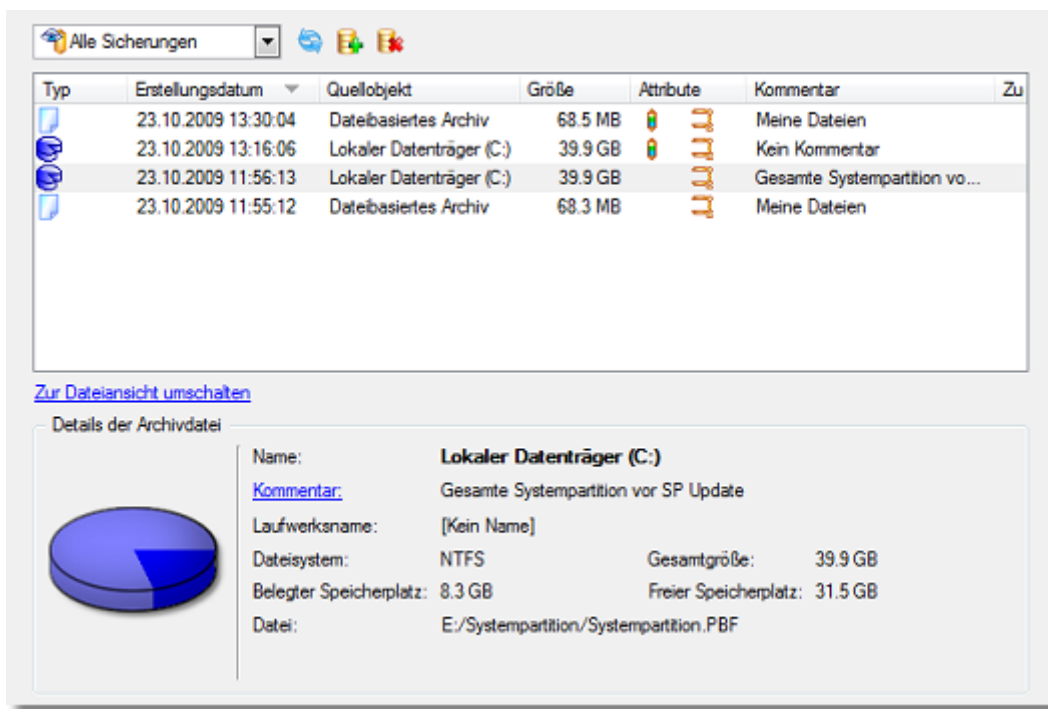 Alle Sicherungen
Typ Erstellungsdatum Quellobjekt Größe Attribute Kommentar Zu
23.10.2009 13:30:04 Dateibasiertes Archiv 68.5 MB Meine Dateien
23.10.2009 13:16:06 Lokaler Datenträger (C:) 39.9 GB Kein Kommentar
23.10.2009 11:56:13 Lokaler Datenträger (C:) 39.9 GB Gesamte Systempartition vo...
23.10.2009 11:55:12 Dateibasiertes Archiv 68.3 MB Meine Dateien
Zur Dateiansicht umschalten
Details der Archivdatei
Name: Lokaler Datenträger (C:)
Kommentar: Gesamte Systempartition vor SP Update
Laufwerksname: [Kein Name]
Dateisystem: NTFS Gesamtgröße: 39.9 GB
Belegter Speicherplatz: 8.3 GB Freier Speicherplatz: 31.5 GB
Datei: E:/Systempartition/Systempartition.PBF